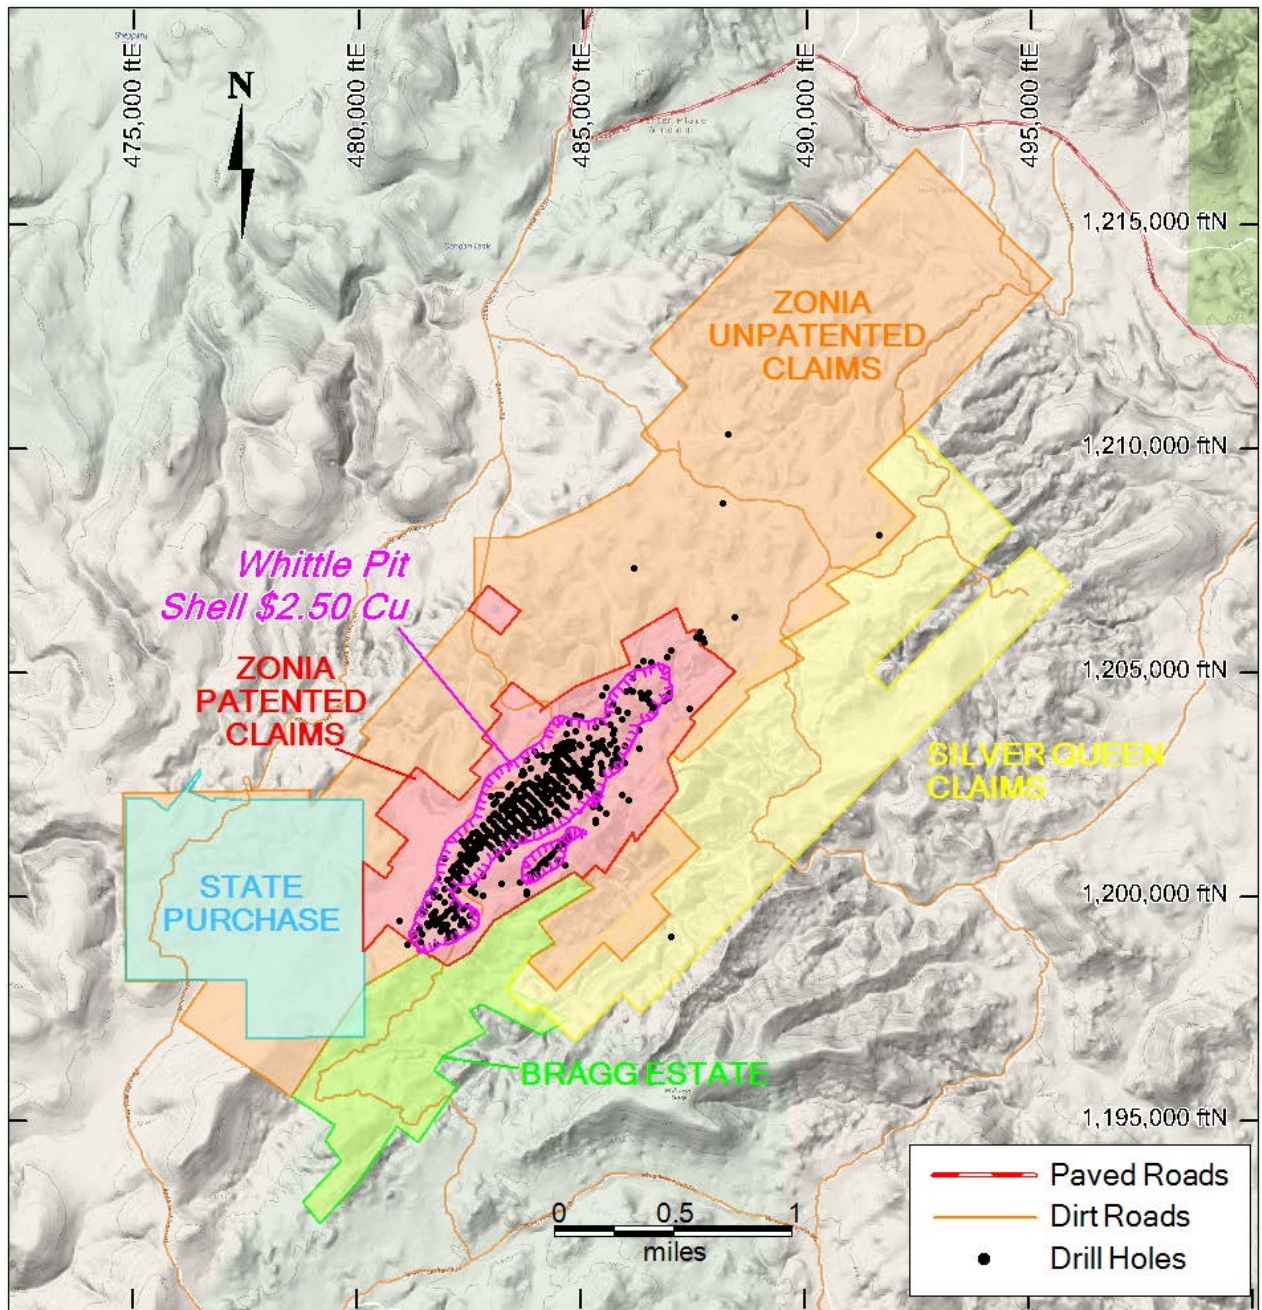 475,000 ftE
480,000 ftE
485,000 ftE
490,000 ftE
495,000 ftE
N
1,215,000 ftN
ZONIA
UNPATENTED
CLAIMS
1,210,000 ftN
Whittle Pit
Shell $2.50 Cu
ZONIA
PATENTED
CLAIMS
1,205,000 ftN
SILVER QUEEN
CLAIMS
STATE
PURCHASE
1,200,000 ftN
BRAGG ESTATE
1,195,000 ftN
0 0.5 1
miles
Paved Roads
Dirt Roads
Drill Holes